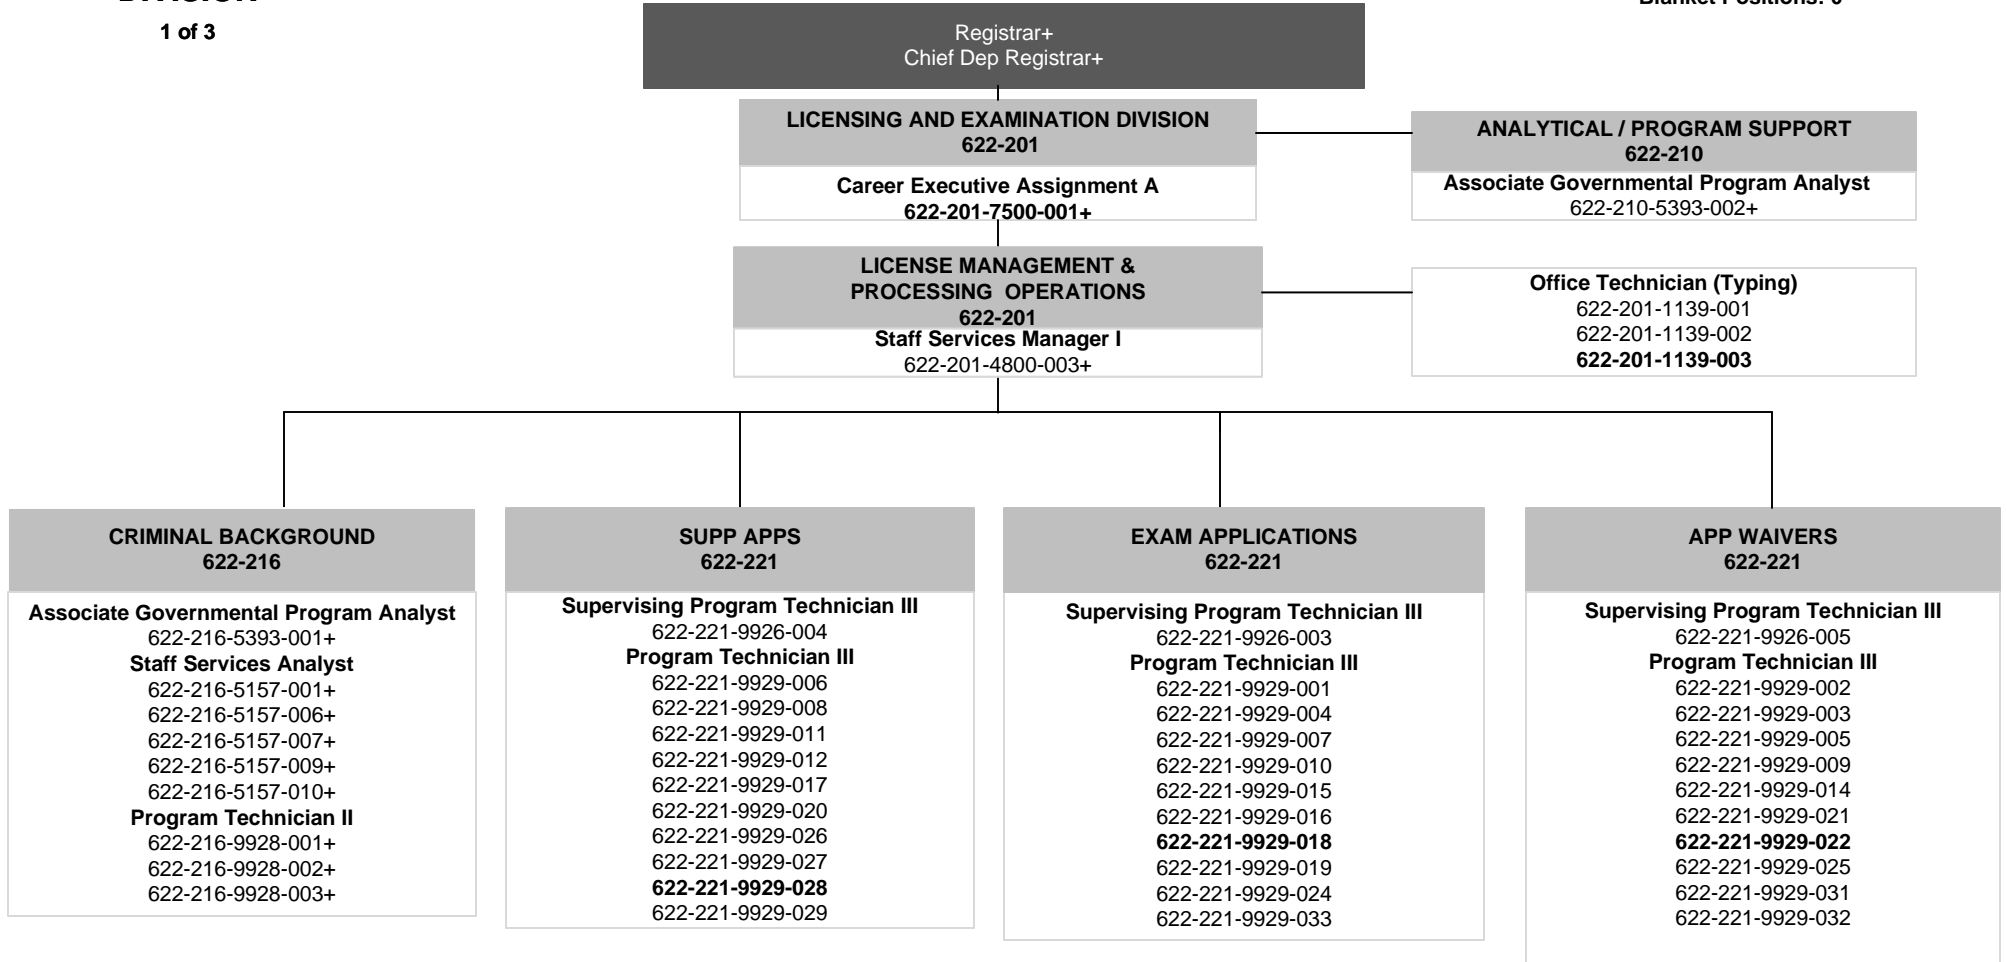 DIVISION
1 of 3
Blanket Positions: 0
Registrar+
Chief Dep Registrar+
LICENSING AND EXAMINATION DIVISION
622-201
Career Executive Assignment A
622-201-7500-001+
ANALYTICAL / PROGRAM SUPPORT
622-210
Associate Governmental Program Analyst
622-210-5393-002+
LICENSE MANAGEMENT &
PROCESSING OPERATIONS
622-201
Staff Services Manager I
622-201-4800-003+
Office Technician (Typing)
622-201-1139-001
622-201-1139-002
622-201-1139-003
CRIMINAL BACKGROUND
622-216
Associate Governmental Program Analyst
622-216-5393-001+
Staff Services Analyst
622-216-5157-001+
622-216-5157-006+
622-216-5157-007+
622-216-5157-009+
622-216-5157-010+
Program Technician II
622-216-9928-001+
622-216-9928-002+
622-216-9928-003+
SUPP APPS
622-221
Supervising Program Technician III
622-221-9926-004
Program Technician III
622-221-9929-006
622-221-9929-008
622-221-9929-011
622-221-9929-012
622-221-9929-017
622-221-9929-020
622-221-9929-026
622-221-9929-027
622-221-9929-028
622-221-9929-029
EXAM APPLICATIONS
622-221
Supervising Program Technician III
622-221-9926-003
Program Technician III
622-221-9929-001
622-221-9929-004
622-221-9929-007
622-221-9929-010
622-221-9929-015
622-221-9929-016
622-221-9929-018
622-221-9929-019
622-221-9929-024
622-221-9929-033
APP WAIVERS
622-221
Supervising Program Technician III
622-221-9926-005
Program Technician III
622-221-9929-002
622-221-9929-003
622-221-9929-005
622-221-9929-009
622-221-9929-014
622-221-9929-021
622-221-9929-022
622-221-9929-025
622-221-9929-031
622-221-9929-032